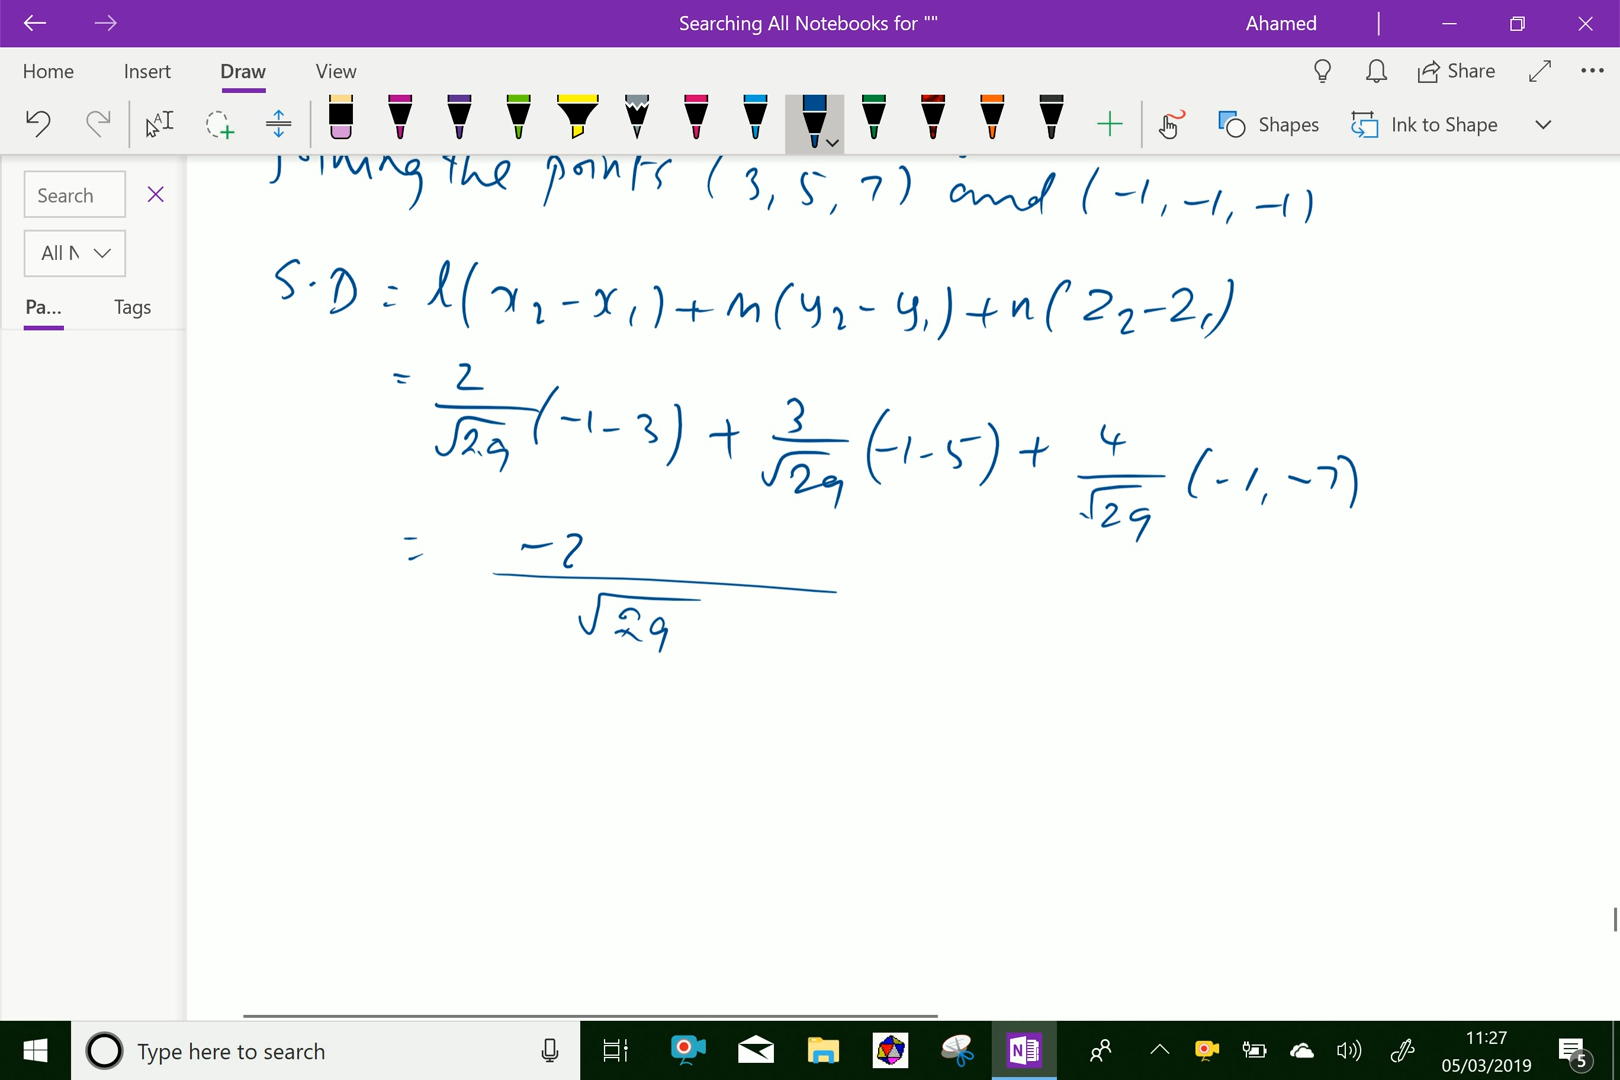 Searching All Notebooks for ""
Ahamed
Home Insert Draw View
Share
Shapes
Ink to Shape
Search
All N
Pa... Tags
joining the points (3, 5, 7) and (-1, -1, -1)
S.D = l(x₂-x₁)+m(y₂-y₁)+n(z₂-z₁)
= 2/√29 (-1-3) + 3/√29 (-1-5) + 4/√29 (-1, -7)
= -2/√29
Type here to search
11:27
05/03/2019
5